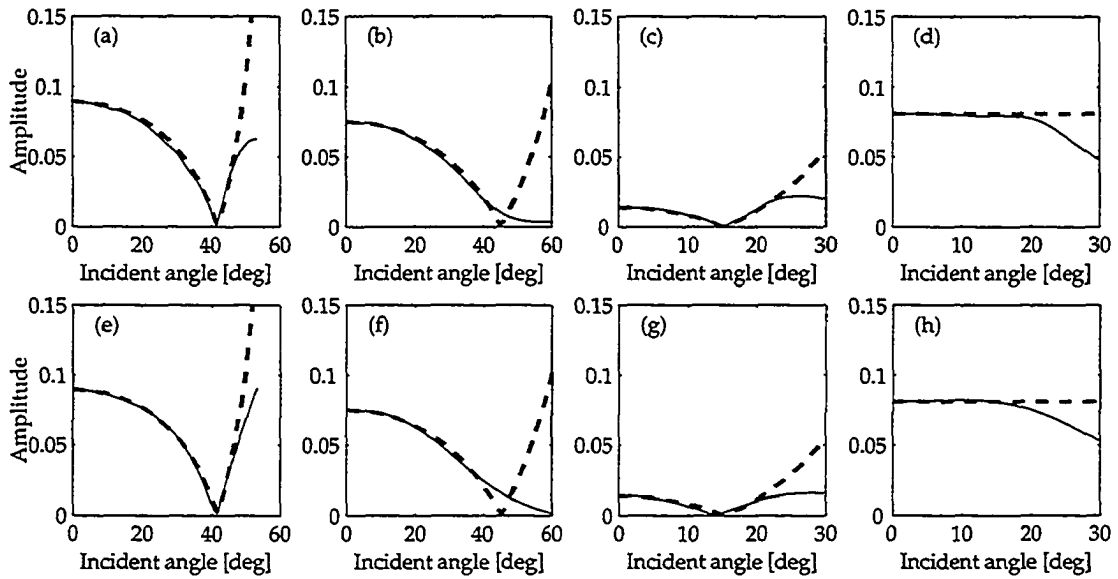 0.15 0.15 0.15 0.15
(a) (b) (c) (d)
0.1 0.1 0.1 0.1
Amplitude
0.05 0.05 0.05 0.05
0 0 0 0
0 20 40 60 0 20 40 60 0 10 20 30 0 10 20 30
Incident angle [deg] Incident angle [deg] Incident angle [deg] Incident angle [deg]
0.15 0.15 0.15 0.15
(e) (f) (g) (h)
0.1 0.1 0.1 0.1
Amplitude
0.05 0.05 0.05 0.05
0 0 0 0
0 20 40 60 0 20 40 60 0 10 20 30 0 10 20 30
Incident angle [deg] Incident angle [deg] Incident angle [deg] Incident angle [deg]